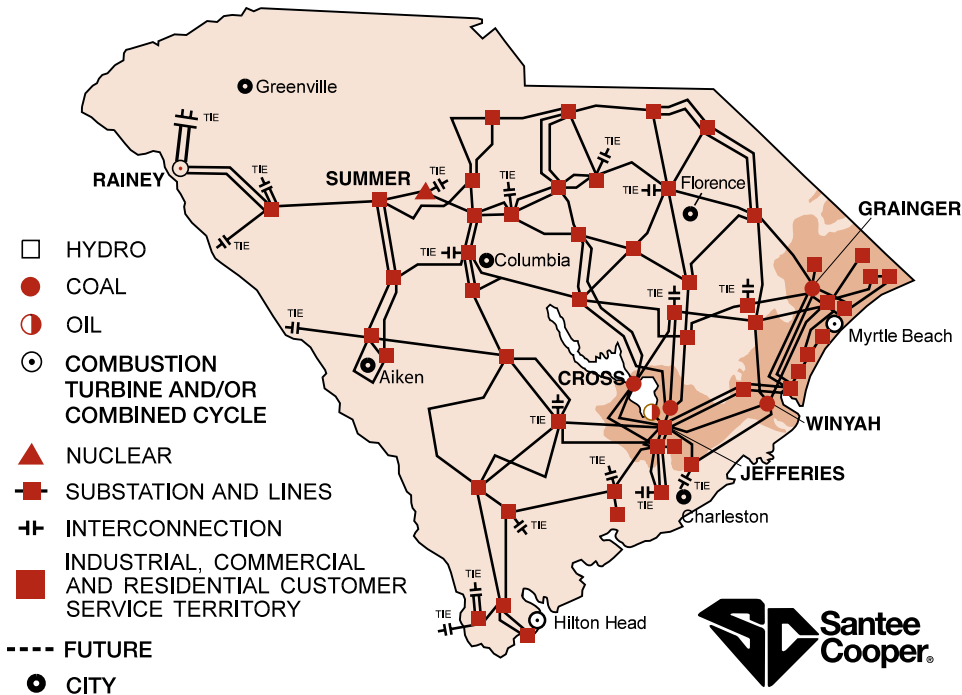 Greenville
TIE
RAINEY
TIE
SUMMER
TIE
TIE
TIE
TIE
Florence
GRAINGER
TIE
HYDRO
TIE
Columbia
COAL
TIE
TIE
OIL
TIE
Myrtle Beach
COMBUSTION
TURBINE AND/OR
COMBINED CYCLE
Aiken
CROSS
TIE
WINYAH
NUCLEAR
TIE
JEFFERIES
SUBSTATION AND LINES
TIE
TIE
Charleston
INTERCONNECTION
TIE
INDUSTRIAL, COMMERCIAL
AND RESIDENTIAL CUSTOMER
SERVICE TERRITORY
TIE
TIE
Hilton Head
FUTURE
CITY
SC
Santee
Cooper®